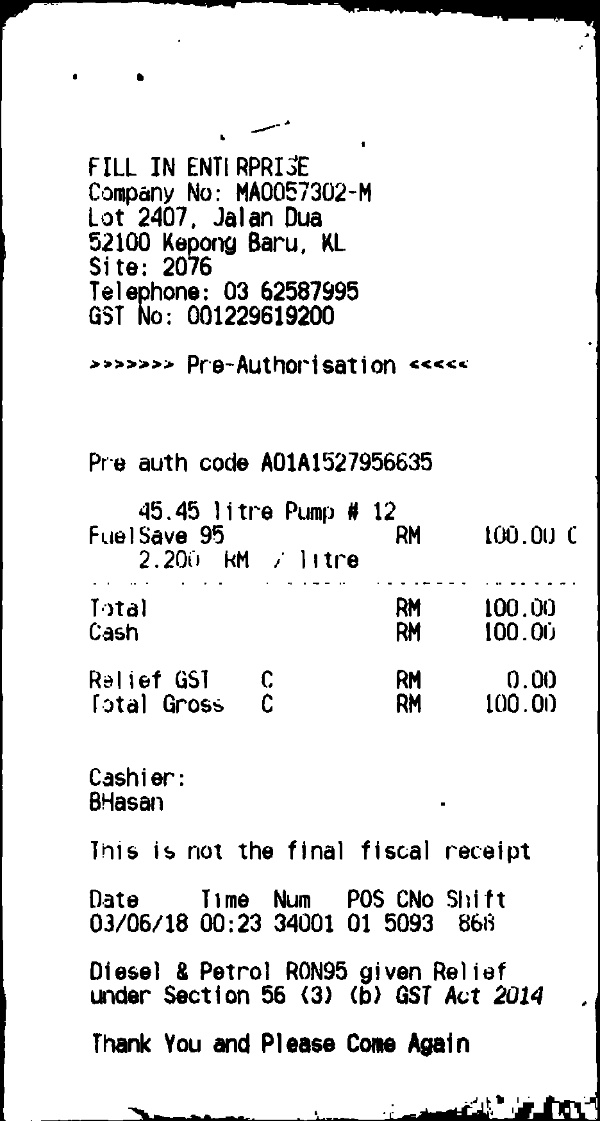 FILL IN ENTERPRISE
Company No: MA0057302-M
Lot 2407, Jalan Dua
52100 Kepong Baru, KL
Site: 2076
Telephone: 03 62587995
GST No: 001229619200
>>>>>>> Pre-Authorisation <<<<<
Pre auth code A01A1527956635
45.45 litre Pump # 12
FuelSave 95 RM 100.00 C
2.200 RM / litre
Total RM 100.00
Cash RM 100.00
Relief GST C RM 0.00
Total Gross C RM 100.00
Cashier:
BHasan
This is not the final fiscal receipt
Date Time Num POS CNo Shift
03/06/18 00:23 34001 01 5093 868
Diesel & Petrol RON95 given Relief
under Section 56 (3) (b) GST Act 2014
Thank You and Please Come Again